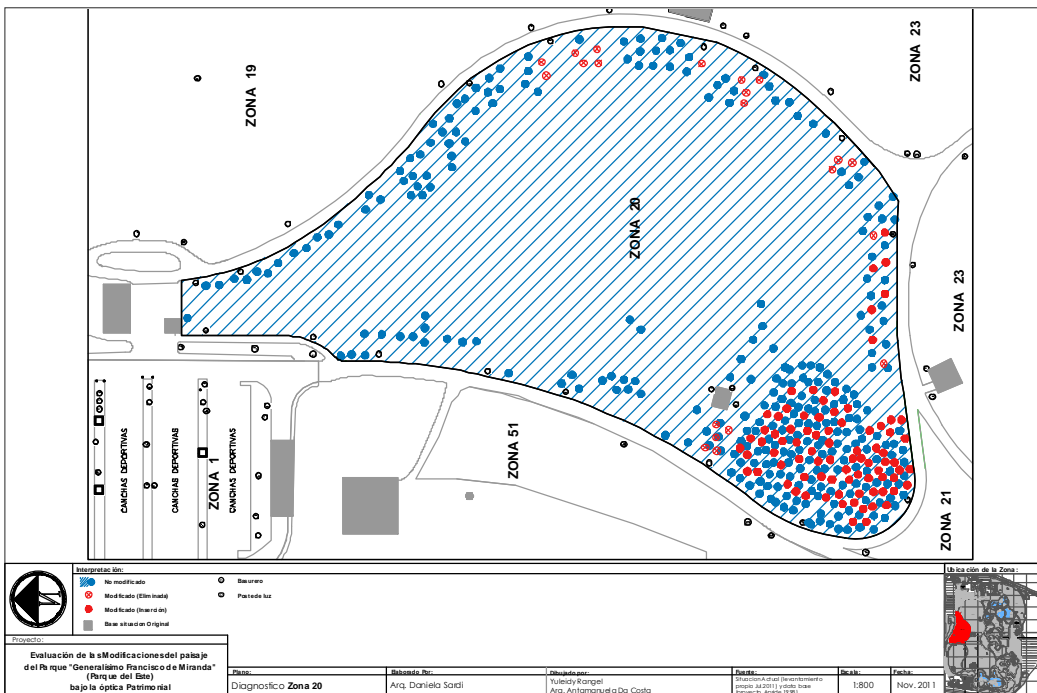 ZONA 19
ZONA 23
ZONA 20
ZONA 23
ZONA 51
ZONA 21
CANCHAS DEPORTIVAS
CANCHAS DEPORTIVAS
ZONA 1
CANCHAS DEPORTIVAS
Interpretación:
No modificado
Modificado (Eliminada)
Modificado (Inserción)
Base situacion Original
Basurero
Poste de luz
Ubicación de la Zona:
Proyecto:
Evaluación de las Modificaciones del paisaje
del Parque "Generalísimo Francisco de Miranda"
(Parque del Este)
bajo la óptica Patrimonial
Plano:
Diagnostico Zona 20
Elaborado Por:
Arq. Daniela Sardi
Dibujado por:
Yuleidy Rangel
Arq. Antamanuela Da Costa
Fuente:
Situacion Actual (levantamiento
propio Jul.2011) y dato base
Escala:
1:800
Fecha:
Nov. 2011